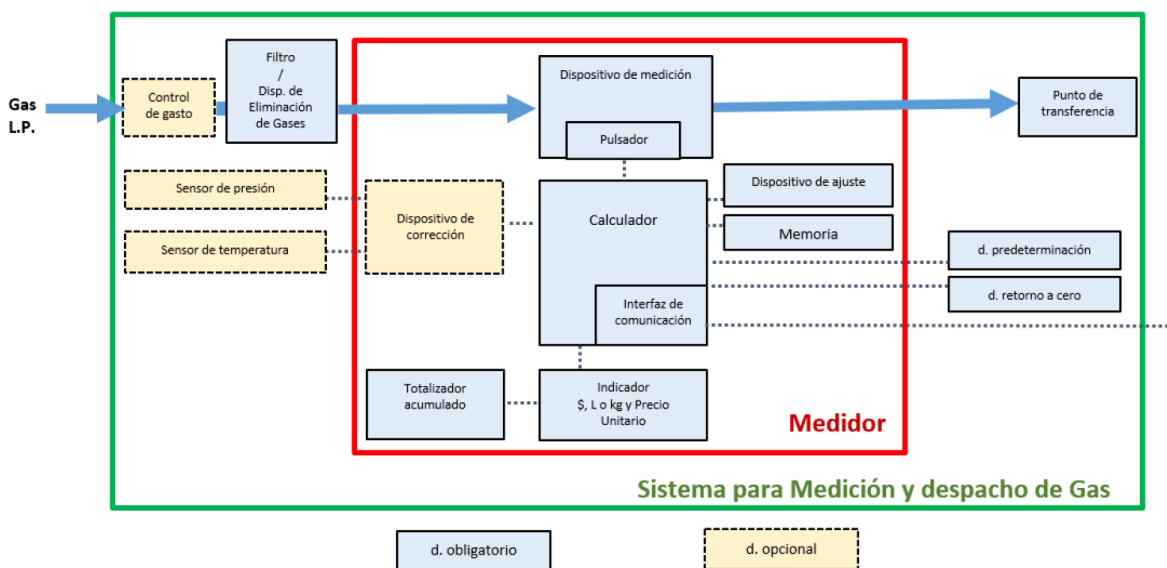 Gas
L.P.
Control
de gasto
Filtro
/
Disp. de
Eliminación
de Gases
Dispositivo de medición
Pulsador
Punto de
transferencia
Sensor de presión
Sensor de temperatura
Dispositivo de
corrección
Calculador
Interfaz de
comunicación
Dispositivo de ajuste
Memoria
d. predeterminación
d. retorno a cero
Totalizador
acumulado
Indicador
$, L o kg y Precio
Unitario
Medidor
Sistema para Medición y despacho de Gas
d. obligatorio
d. opcional